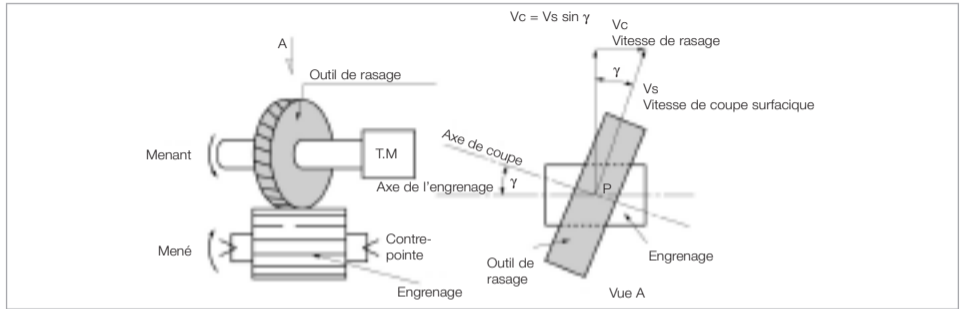 A
Outil de rasage
Menant
T.M
Axe de l'engrenage
Mené
Contre-
pointe
Engrenage
Vc = Vs sin γ
Vc
Vitesse de rasage
γ
Vs
Vitesse de coupe surfacique
Axe de coupe
γ
P
Outil de
rasage
Engrenage
Vue A